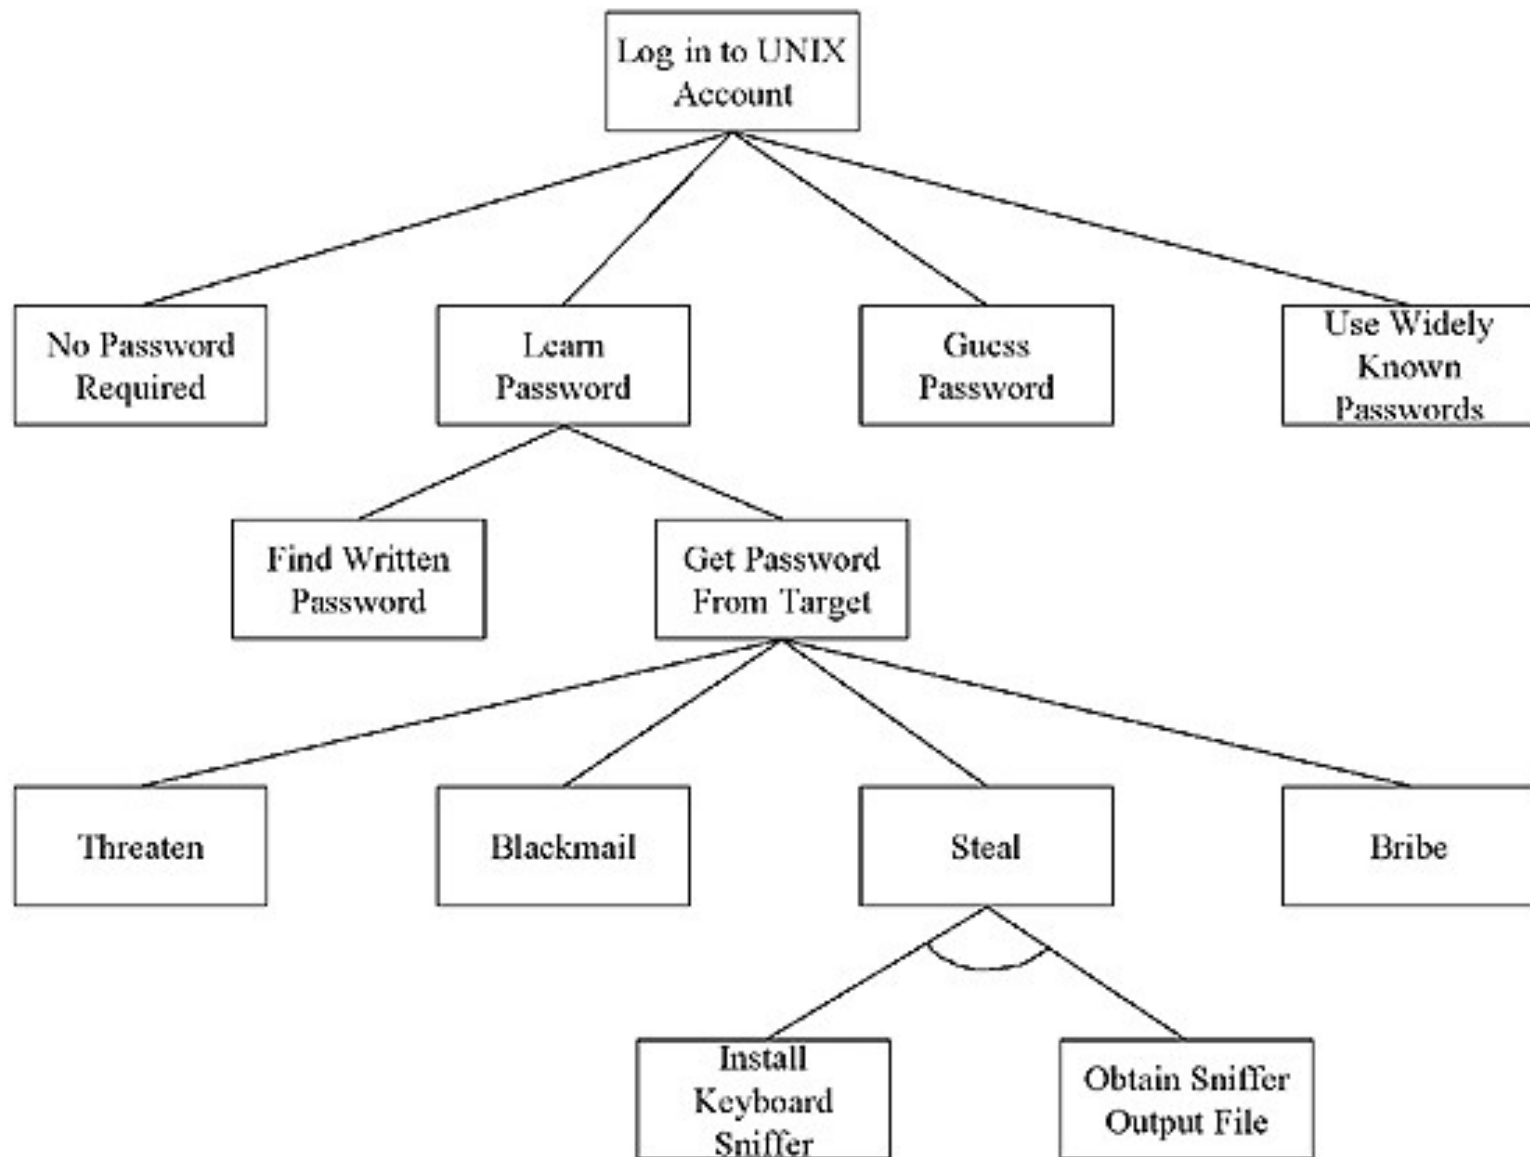 Log in to UNIX
Account
No Password
Required
Learn
Password
Guess
Password
Use Widely
Known
Passwords
Find Written
Password
Get Password
From Target
Threaten
Blackmail
Steal
Bribe
Install
Keyboard
Sniffer
Obtain Sniffer
Output File